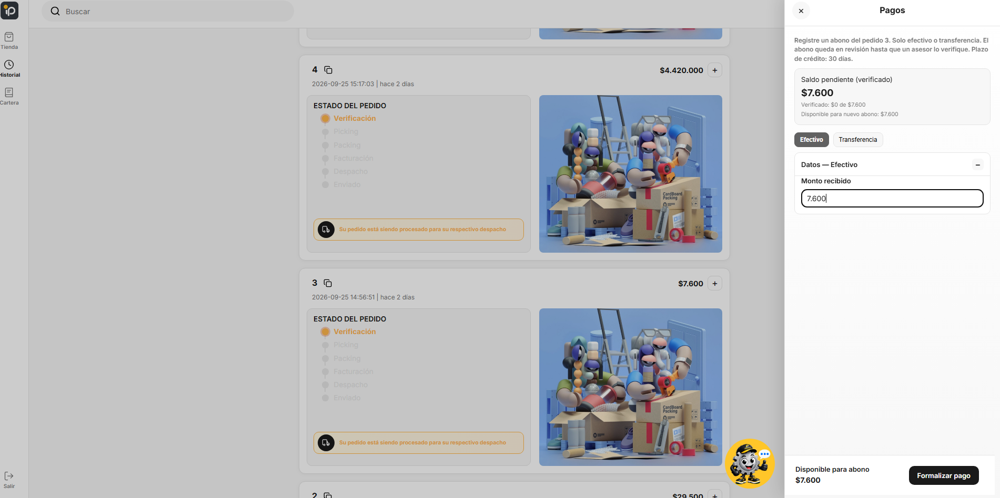 ip
Buscar
Tienda
Historial
Cartera
Salir
4
$4.420.000
+
2026-09-25 15:17:03 | hace 2 días
ESTADO DEL PEDIDO
Verificación
Picking
Packing
Facturación
Despacho
Enviado
Su pedido está siendo procesado para su respectivo despacho
CardBoard
Packing
3
$7.600
+
2026-09-25 14:56:51 | hace 2 días
ESTADO DEL PEDIDO
Verificación
Picking
Packing
Facturación
Despacho
Enviado
Su pedido está siendo procesado para su respectivo despacho
CardBoard
Packing
2
$29.500
+
Pagos
Registre un abono del pedido 3. Solo efectivo o transferencia. El
abono queda en revisión hasta que un asesor lo verifique. Plazo
de crédito: 30 días.
Saldo pendiente (verificado)
$7.600
Verificado: $0 de $7.600
Disponible para nuevo abono: $7.600
Efectivo
Transferencia
Datos — Efectivo
Monto recibido
7.600
Disponible para abono
$7.600
Formalizar pago